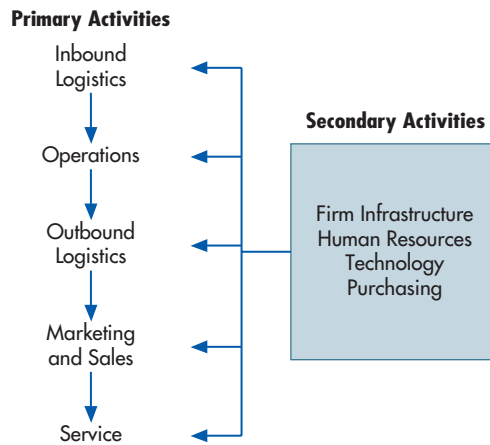 Primary Activities
Inbound
Logistics
Operations
Outbound
Logistics
Marketing
and Sales
Service
Secondary Activities
Firm Infrastructure
Human Resources
Technology
Purchasing